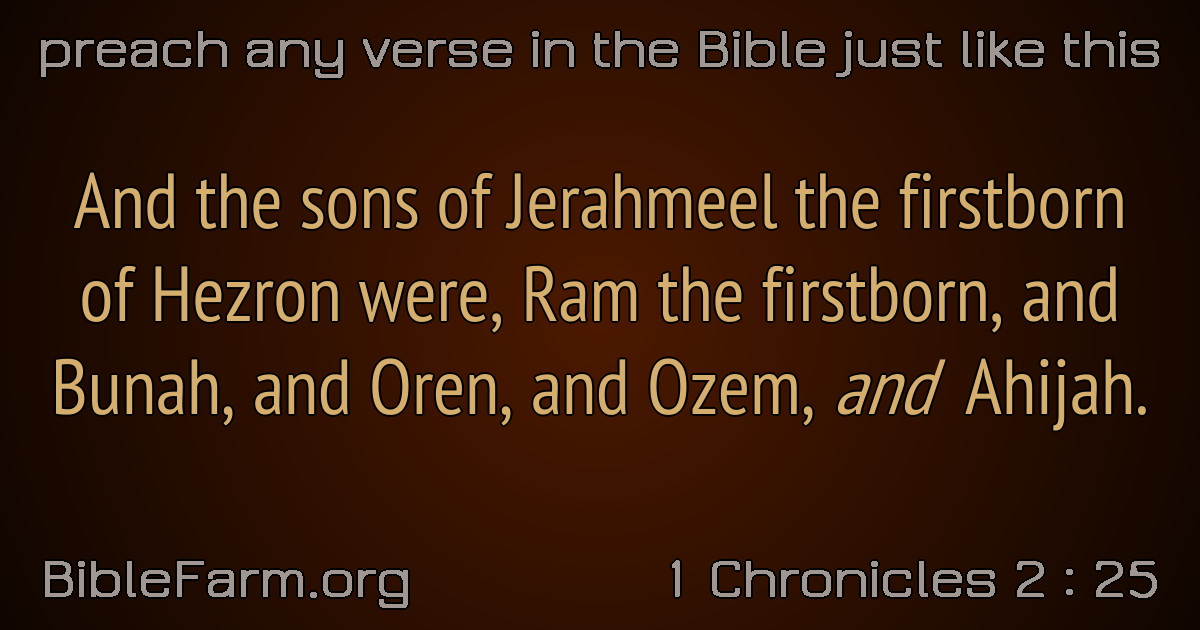 preach any verse in the Bible just like this
And the sons of Jerahmeel the firstborn
of Hezron were, Ram the firstborn, and
Bunah, and Oren, and Ozem, and Ahijah.
BibleFarm.org
1 Chronicles 2 : 25